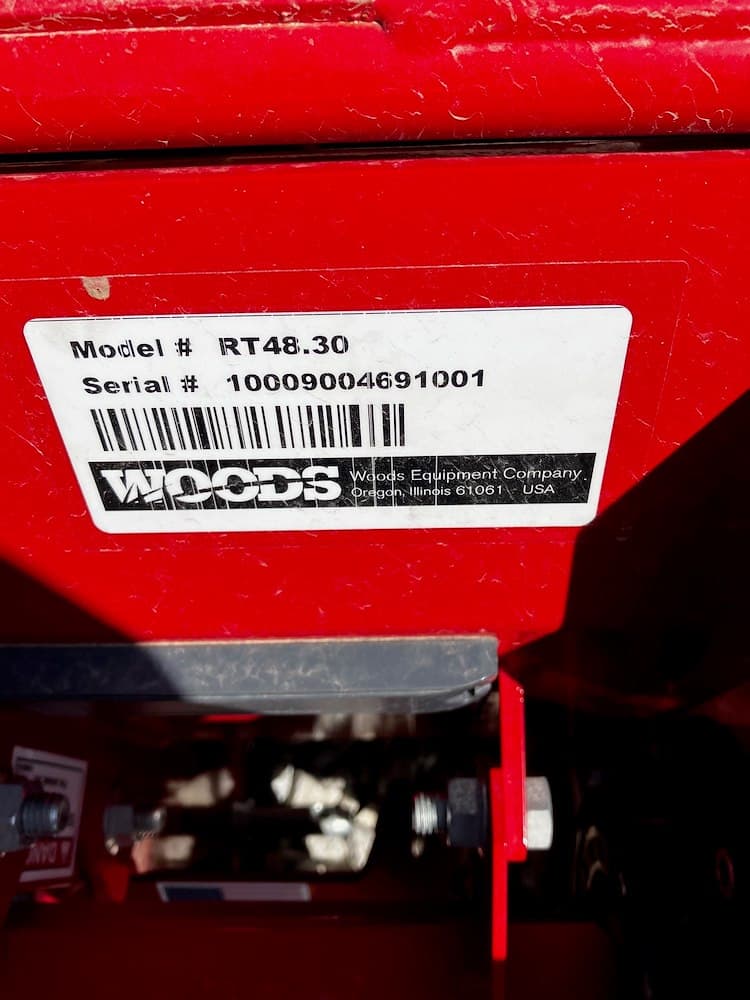 Model # RT48.30
Serial # 10009004691001
WOODS
Woods Equipment Company
Oregon, Illinois 61061 USA